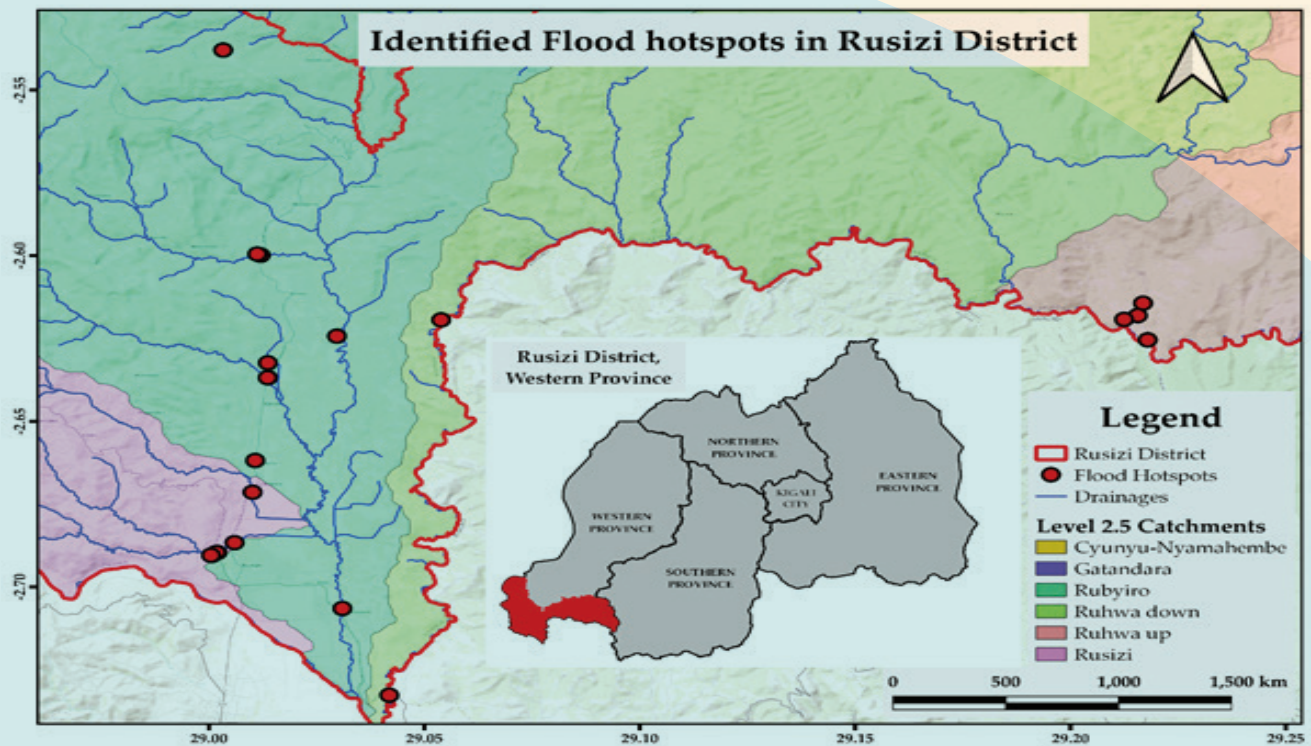 Identified Flood hotspots in Rusizi District
-2.55
-2.60
-2.65
-2.70
Rusizi District,
Western Province
NORTHERN
PROVINCE
EASTERN
PROVINCE
KIGALI
CITY
WESTERN
PROVINCE
SOUTHERN
PROVINCE
Legend
Rusizi District
Flood Hotspots
Drainages
Level 2.5 Catchments
Cyunyu-Nyamahembe
Gatandara
Rubyiro
Ruhwa down
Ruhwa up
Rusizi
0 500 1,000 1,500 km
29.00 29.05 29.10 29.15 29.20 29.25